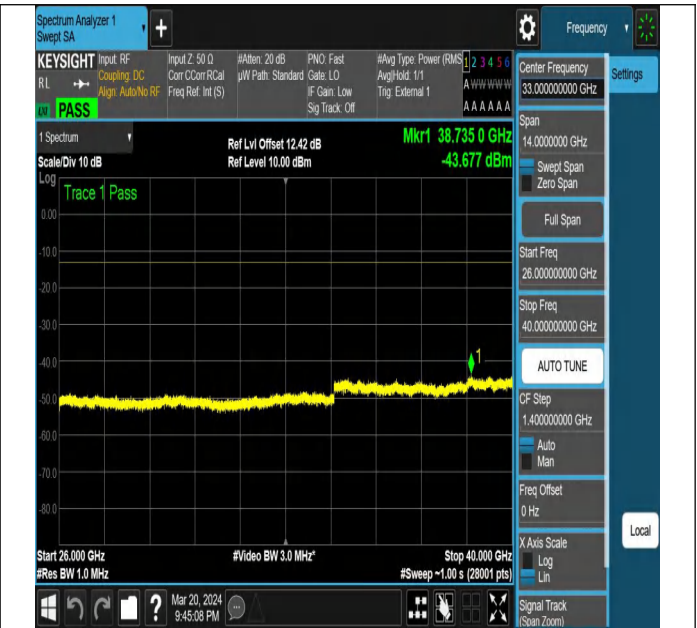 Spectrum Analyzer 1
Swept SA
+
Frequency
KEYSIGHT
RL
PASS
Input: RF
Coupling: DC
Align: Auto/No RF
Input Z: 50 Ω
Corr CCorr RCal
Freq Ref: Int (S)
#Atten: 20 dB
µW Path: Standard
PNO: Fast
Gate: LO
IF Gain: Low
Sig Track: Off
#Avg Type: Power (RMS)
Avg|Hold: 1/1
Trig: External 1
1 2 3 4 5 6
A W W W W W
A A A A A A
1 Spectrum
Scale/Div 10 dB
Ref Lvl Offset 12.42 dB
Ref Level 10.00 dBm
Mkr1 38.735 0 GHz
-43.677 dBm
Log
Trace 1 Pass
0.00
-10.0
-20.0
-30.0
-40.0
-50.0
-60.0
-70.0
-80.0
1
Start 26.000 GHz
#Res BW 1.0 MHz
#Video BW 3.0 MHz*
Stop 40.000 GHz
#Sweep ~1.00 s (28001 pts)
Mar 20, 2024
9:45:08 PM
?
Center Frequency
33.000000000 GHz
Settings
Span
14.0000000 GHz
Swept Span
Zero Span
Full Span
Start Freq
26.000000000 GHz
Stop Freq
40.000000000 GHz
AUTO TUNE
CF Step
1.400000000 GHz
Auto
Man
Freq Offset
0 Hz
X Axis Scale
Log
Lin
Local
Signal Track
(Span Zoom)